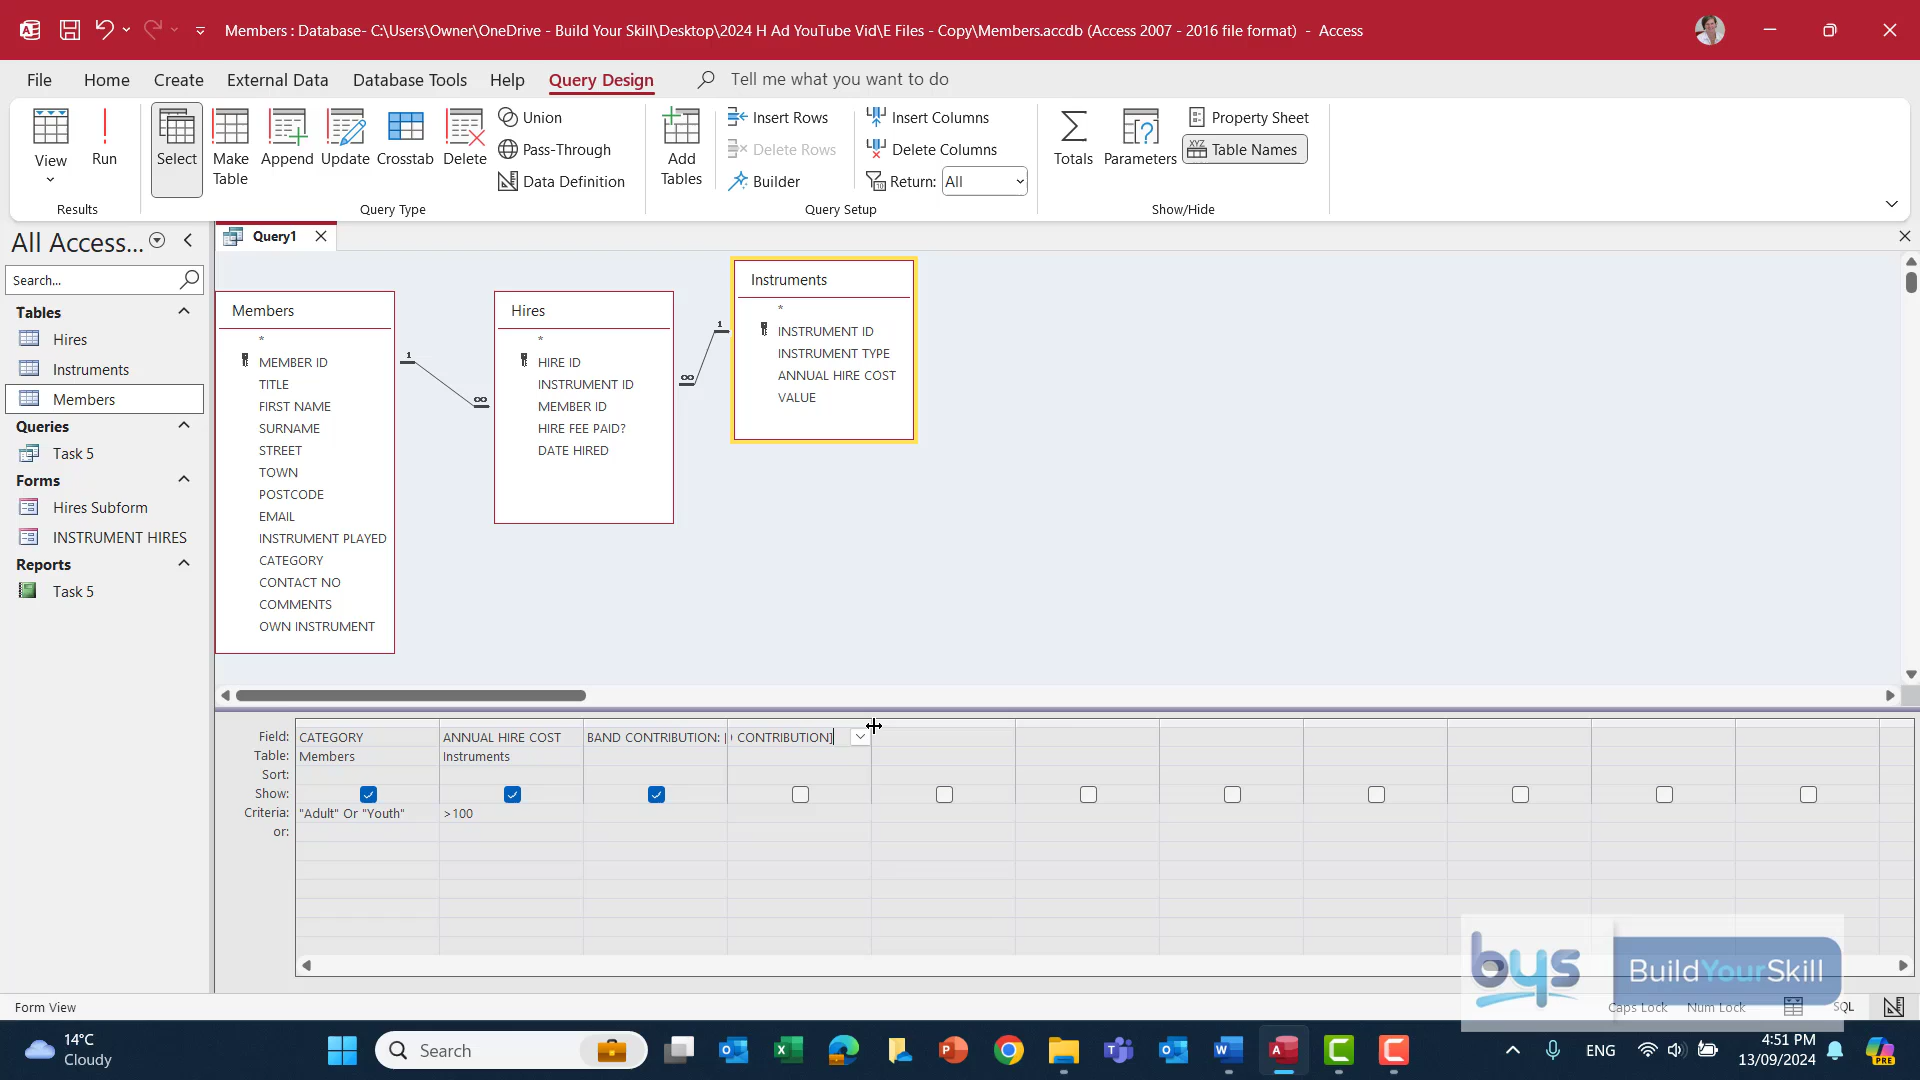 Members : Database- C:\Users\Owner\OneDrive - Build Your Skill\Desktop\2024 H Ad YouTube Vid\E Files - Copy\Members.accdb (Access 2007 - 2016 file format) - Access
File Home Create External Data Database Tools Help Query Design Tell me what you want to do
View
Run
Select
Make Table
Append
Update
Crosstab
Delete
Union
Pass-Through
Data Definition
Add Tables
Insert Rows
Delete Rows
Builder
Insert Columns
Delete Columns
Return: All
Totals
Parameters
Property Sheet
Table Names
Results
Query Type
Query Setup
Show/Hide
All Access...
Search...
Tables
Hires
Instruments
Members
Queries
Task 5
Forms
Hires Subform
INSTRUMENT HIRES
Reports
Task 5
Query1
Members
*
MEMBER ID
TITLE
FIRST NAME
SURNAME
STREET
TOWN
POSTCODE
EMAIL
INSTRUMENT PLAYED
CATEGORY
CONTACT NO
COMMENTS
OWN INSTRUMENT
1
∞
Hires
*
HIRE ID
INSTRUMENT ID
MEMBER ID
HIRE FEE PAID?
DATE HIRED
∞
1
Instruments
*
INSTRUMENT ID
INSTRUMENT TYPE
ANNUAL HIRE COST
VALUE
Field: CATEGORY ANNUAL HIRE COST BAND CONTRIBUTION: [ CONTRIBUTION]
Table: Members Instruments
Sort:
Show:
Criteria: "Adult" Or "Youth" >100
or:
bys BuildYourSkill
Form View
Caps Lock Num Lock SQL
14°C
Cloudy
Search
ENG
4:51 PM
13/09/2024
PRE